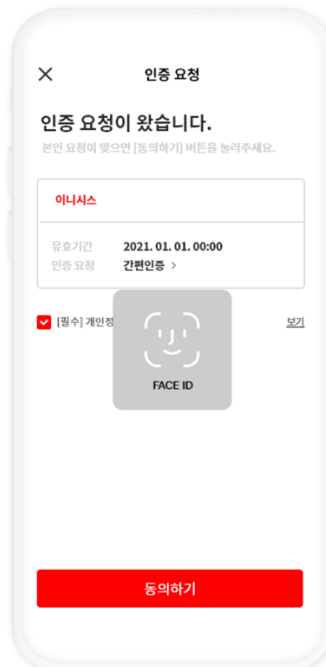 인증 요청
인증 요청이 왔습니다.
본인 요청이 맞으면 [동의하기] 버튼을 눌러주세요.
이니시스
유효기간 2021. 01. 01. 00:00
인증 요청 간편인증 >
[필수] 개인정 보기
FACE ID
동의하기